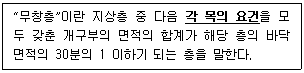 “무창층”이란 지상층 중 다음 각 목의 요건을 모
두 갖춘 개구부의 면적의 합계가 해당 층의 바닥
면적의 30분의 1 이하가 되는 층을 말한다.